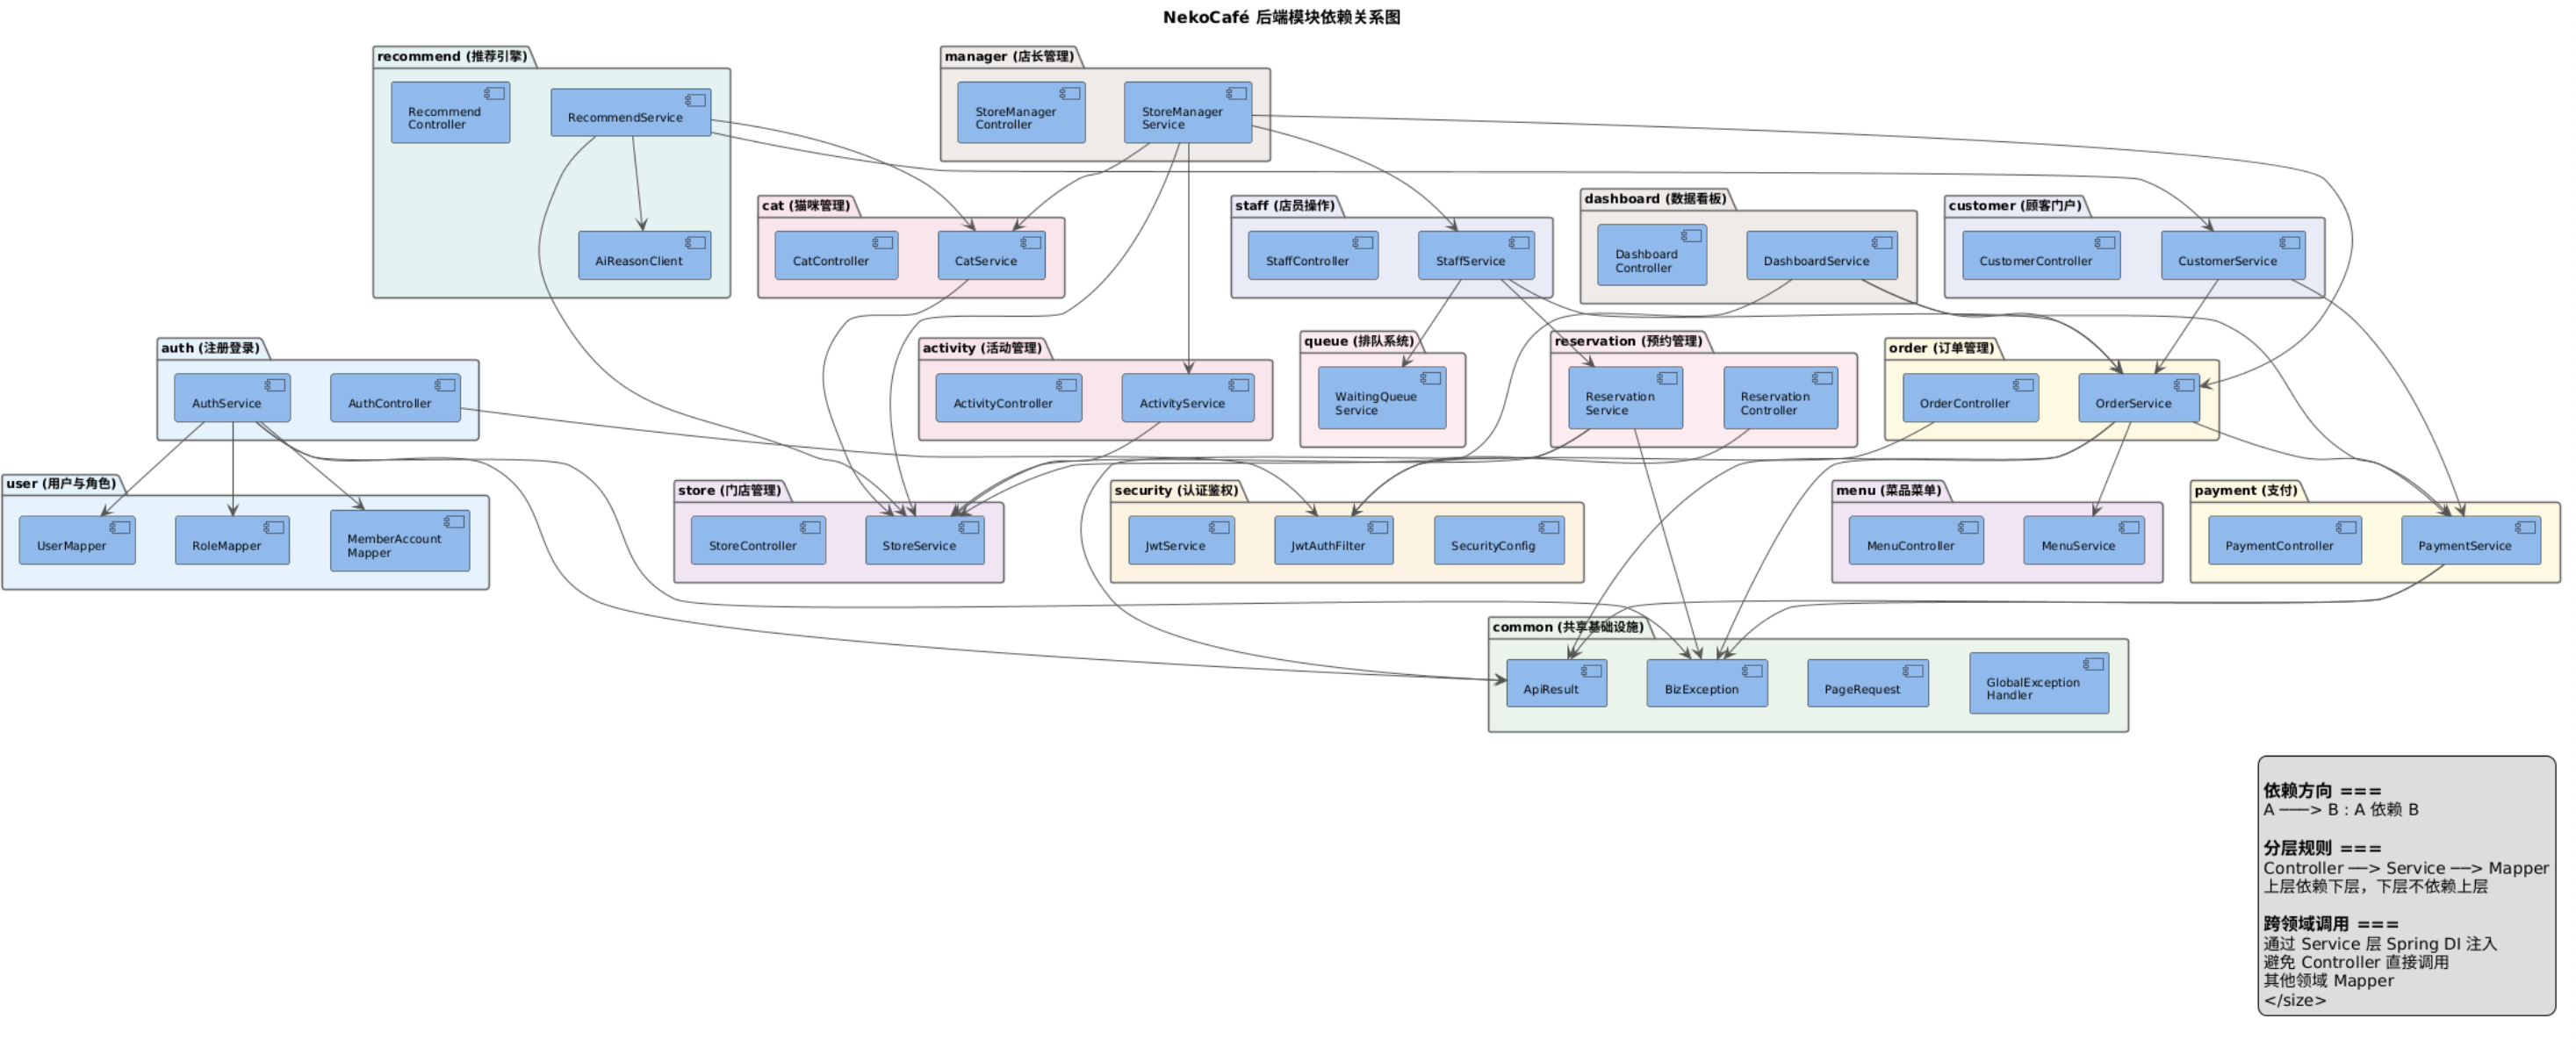 NekoCafé 后端模块依赖关系图
recommend (推荐引擎)
Recommend
Controller
RecommendService
AiReasonClient
manager (店长管理)
StoreManager
Controller
StoreManager
Service
cat (猫咪管理)
CatController
CatService
staff (店员操作)
StaffController
StaffService
dashboard (数据看板)
Dashboard
Controller
DashboardService
customer (顾客门户)
CustomerController
CustomerService
auth (注册登录)
AuthService
AuthController
activity (活动管理)
ActivityController
ActivityService
queue (排队系统)
WaitingQueue
Service
reservation (预约管理)
Reservation
Service
Reservation
Controller
order (订单管理)
OrderController
OrderService
user (用户与角色)
UserMapper
RoleMapper
MemberAccount
Mapper
store (门店管理)
StoreController
StoreService
security (认证鉴权)
JwtService
JwtAuthFilter
SecurityConfig
menu (菜品菜单)
MenuController
MenuService
payment (支付)
PaymentController
PaymentService
common (共享基础设施)
ApiResult
BizException
PageRequest
GlobalException
Handler
依赖方向 ===
A ───> B : A 依赖 B
分层规则 ===
Controller ──> Service ──> Mapper
上层依赖下层，下层不依赖上层
跨领域调用 ===
通过 Service 层 Spring DI 注入
避免 Controller 直接调用
其他领域 Mapper
</size>